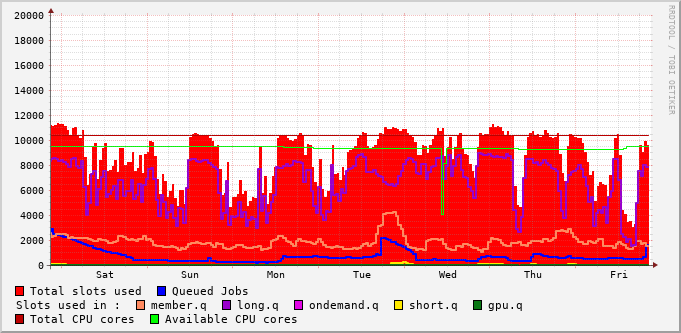 RRDTOOL / TOBI OETIKER
20000
18000
16000
14000
12000
10000
8000
6000
4000
2000
0
Sat Sun Mon Tue Wed Thu Fri
Total slots used Queued Jobs
Slots used in : member.q long.q ondemand.q short.q gpu.q
Total CPU cores Available CPU cores